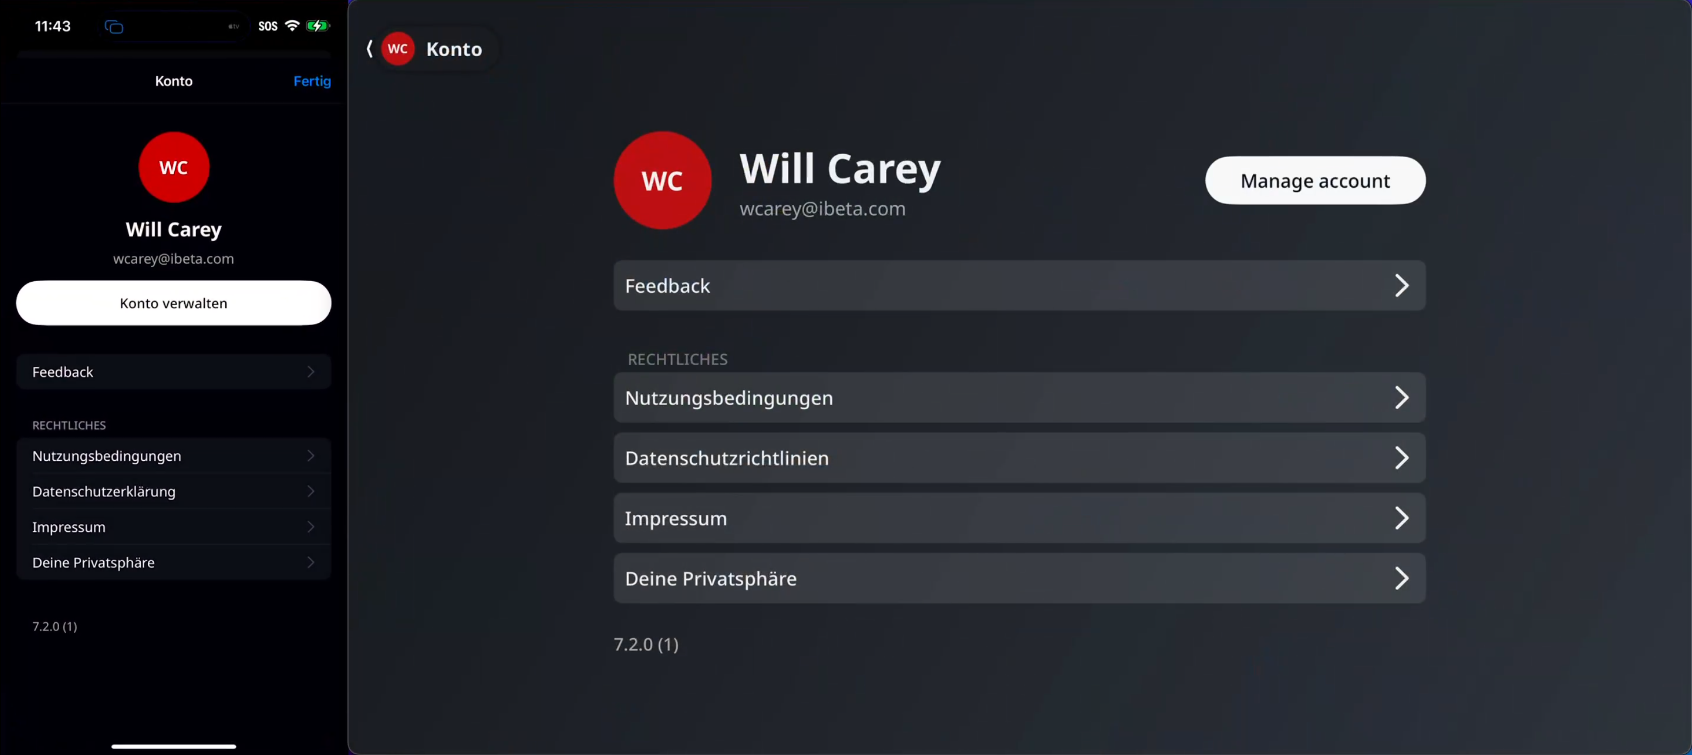 11:43
SOS
Konto
Fertig
WC
Will Carey
wcarey@ibeta.com
Konto verwalten
Feedback
RECHTLICHES
Nutzungsbedingungen
Datenschutzerklärung
Impressum
Deine Privatsphäre
7.2.0 (1)
WC
Konto
WC
Will Carey
wcarey@ibeta.com
Manage account
Feedback
RECHTLICHES
Nutzungsbedingungen
Datenschutzrichtlinien
Impressum
Deine Privatsphäre
7.2.0 (1)